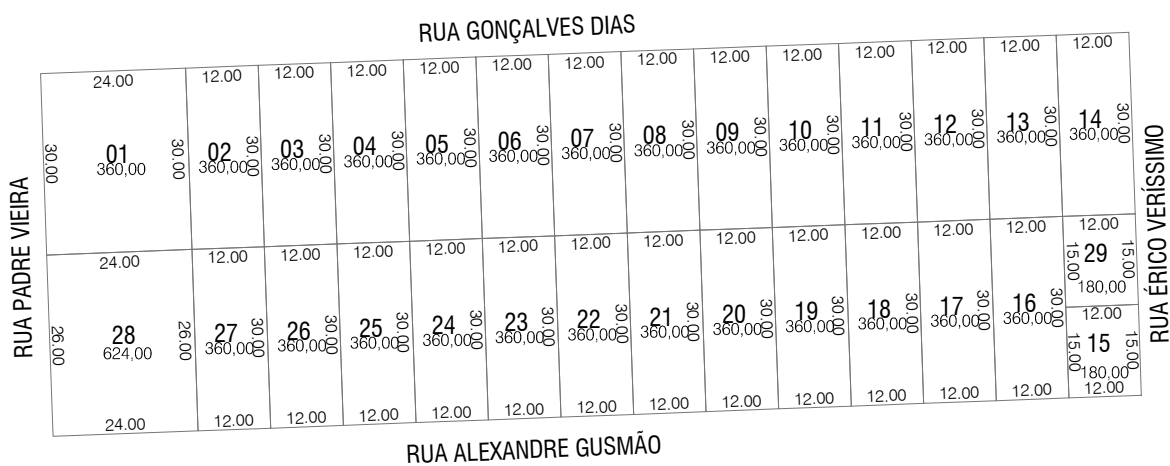 RUA GONÇALVES DIAS
24.00 12.00 12.00 12.00 12.00 12.00 12.00 12.00 12.00 12.00 12.00 12.00 12.00 12.00
30.00 01 30.00 02 30.00 03 30.00 04 30.00 05 30.00 06 30.00 07 30.00 08 30.00 09 30.00 10 30.00 11 30.00 12 30.00 13 30.00 14 30.00
360,00 360,00 360,00 360,00 360,00 360,00 360,00 360,00 360,00 360,00 360,00 360,00 360,00 360,00
RUA PADRE VIEIRA
RUA ÉRICO VERÍSSIMO
24.00 12.00 12.00 12.00 12.00 12.00 12.00 12.00 12.00 12.00 12.00 12.00 12.00 12.00
15.00 29 15.00
180,00
26.00 28 26.00 27 30.00 26 30.00 25 30.00 24 30.00 23 30.00 22 30.00 21 30.00 20 30.00 19 30.00 18 30.00 17 30.00 16 30.00
624,00 360,00 360,00 360,00 360,00 360,00 360,00 360,00 360,00 360,00 360,00 360,00 360,00
12.00
15.00 15 15.00
180,00
24.00 12.00 12.00 12.00 12.00 12.00 12.00 12.00 12.00 12.00 12.00 12.00 12.00 12.00
RUA ALEXANDRE GUSMÃO